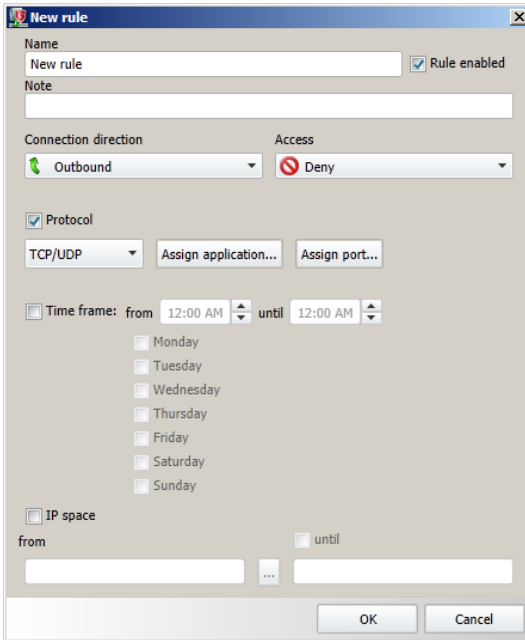 New rule
Name
New rule
Rule enabled
Note
Connection direction Access
Outbound Deny
Protocol
TCP/UDP Assign application... Assign port...
Time frame: from 12:00 AM until 12:00 AM
Monday
Tuesday
Wednesday
Thursday
Friday
Saturday
Sunday
IP space
from until
...
OK Cancel